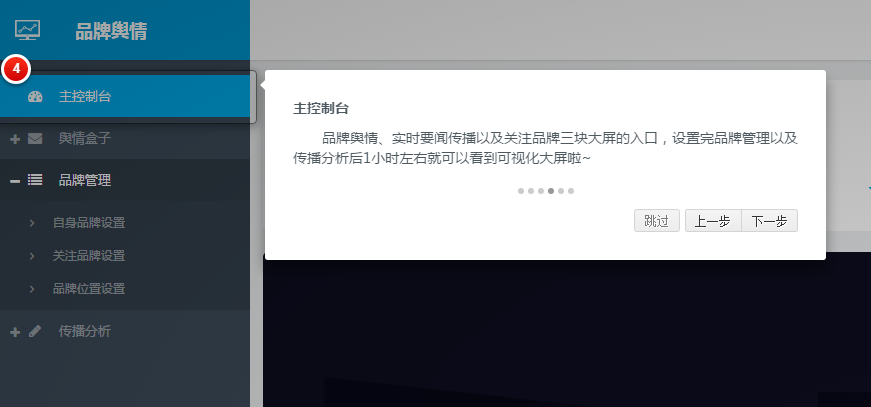 品牌舆情
4
主控制台
舆情盒子
品牌管理
自身品牌设置
关注品牌设置
品牌位置设置
传播分析
主控制台
品牌舆情、实时要闻传播以及关注品牌三块大屏的入口，设置完品牌管理以及
传播分析后1小时左右就可以看到可视化大屏啦~
跳过 上一步 下一步